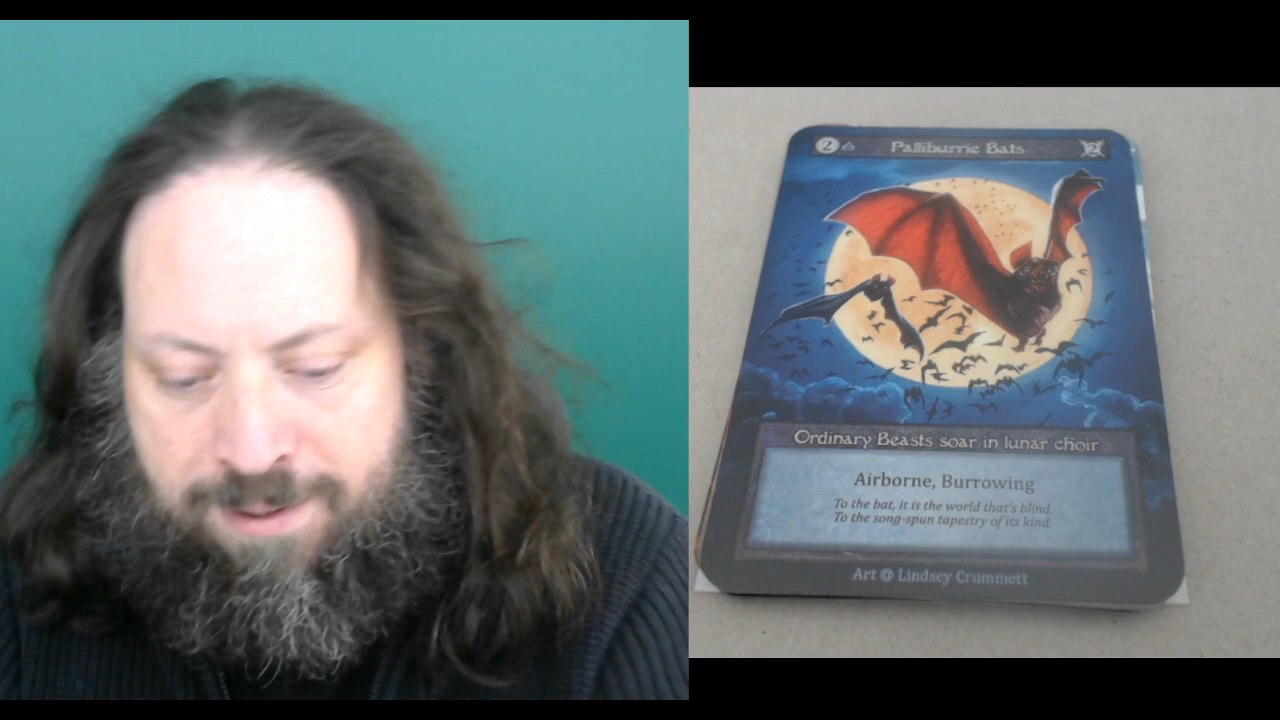 2 Palliburrie Bats 2
Ordinary Beasts soar in lunar choir
Airborne, Burrowing
To the bat, it is the world that's blind.
To the song-spun tapestry of its kind.
Art @ Lindsey Crummett